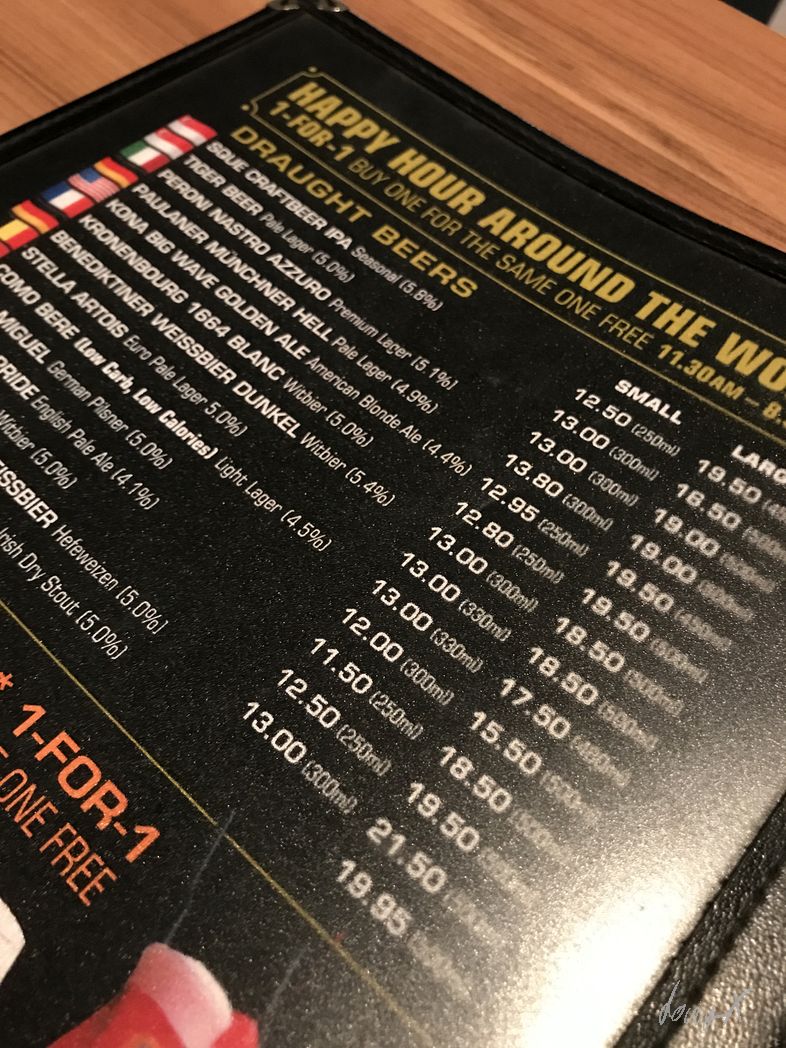 HAPPY HOUR AROUND THE WO
1-FOR-1 BUY ONE FOR THE SAME ONE FREE 11.30AM – 8.
DRAUGHT BEERS
SMALL
LARG
CRAFTBEER IPA Seasonal (5.8%) 12.50 (250ml) 19.50
TIGER BEER Pale Lager (5.0%) 13.00 (300ml) 16.50
PERONI NASTRO AZZURRO Premium Lager (5.1%) 13.00 (300ml) 19.00
PAULANER MÜNCHNER HELL Pale Lager (4.9%) 13.80 (300ml) 19.00
KONA BIG WAVE GOLDEN ALE American Blonde Ale (4.4%) 12.95 (250ml) 19.50
KRONENBOURG 1664 BLANC Witbier (5.0%) 12.80 (250ml) 19.50
BENEDIKTINER WEISSBIER DUNKEL Witbier (5.4%) 13.00 (300ml) 18.50
STELLA ARTOIS Euro Pale Lager 5.0%) 13.00 (330ml) 18.50
COMO BERE (Low Carb, Low Calories) Light Lager (4.5%) 13.00 (330ml) 17.50
MIGUEL German Pilsner (5.0%) 12.00 (300ml) 15.50
PRIDE English Pale Ale (4.1%) 11.50 (250ml) 18.50
Witbier (5.0%) 12.50 (250ml) 19.50
EISSBIER Hefeweizen (5.0%) 21.50
Irish Dry Stout (5.0%) 13.00 (300ml) 19.95
* 1-FOR-1
ONE FREE